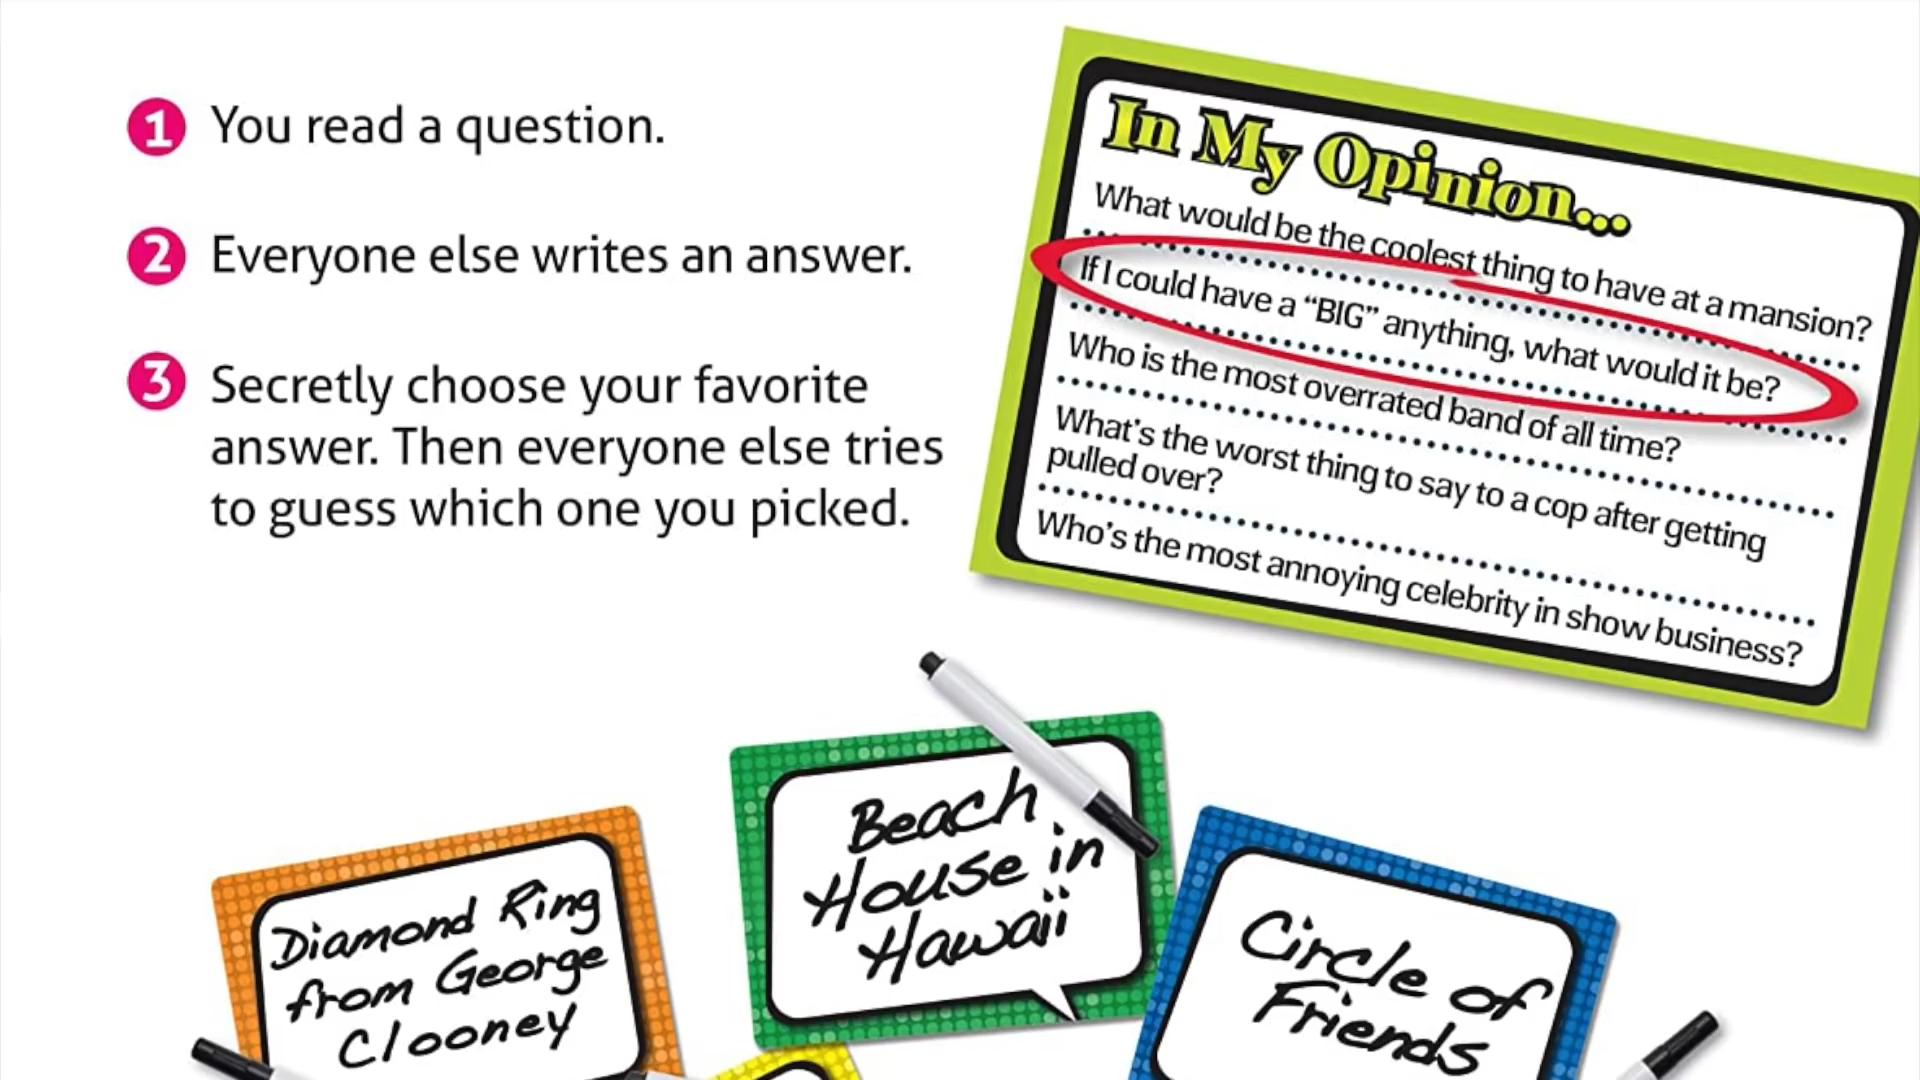 1 You read a question.
2 Everyone else writes an answer.
3 Secretly choose your favorite
answer. Then everyone else tries
to guess which one you picked.
In My Opinion...
What would be the coolest thing to have at a mansion?
If I could have a “BIG” anything, what would it be?
Who is the most overrated band of all time?
What’s the worst thing to say to a cop after getting
pulled over?
Who’s the most annoying celebrity in show business?
Diamond Ring
from George
Clooney
Beach
House in
Hawaii
Circle of
Friends